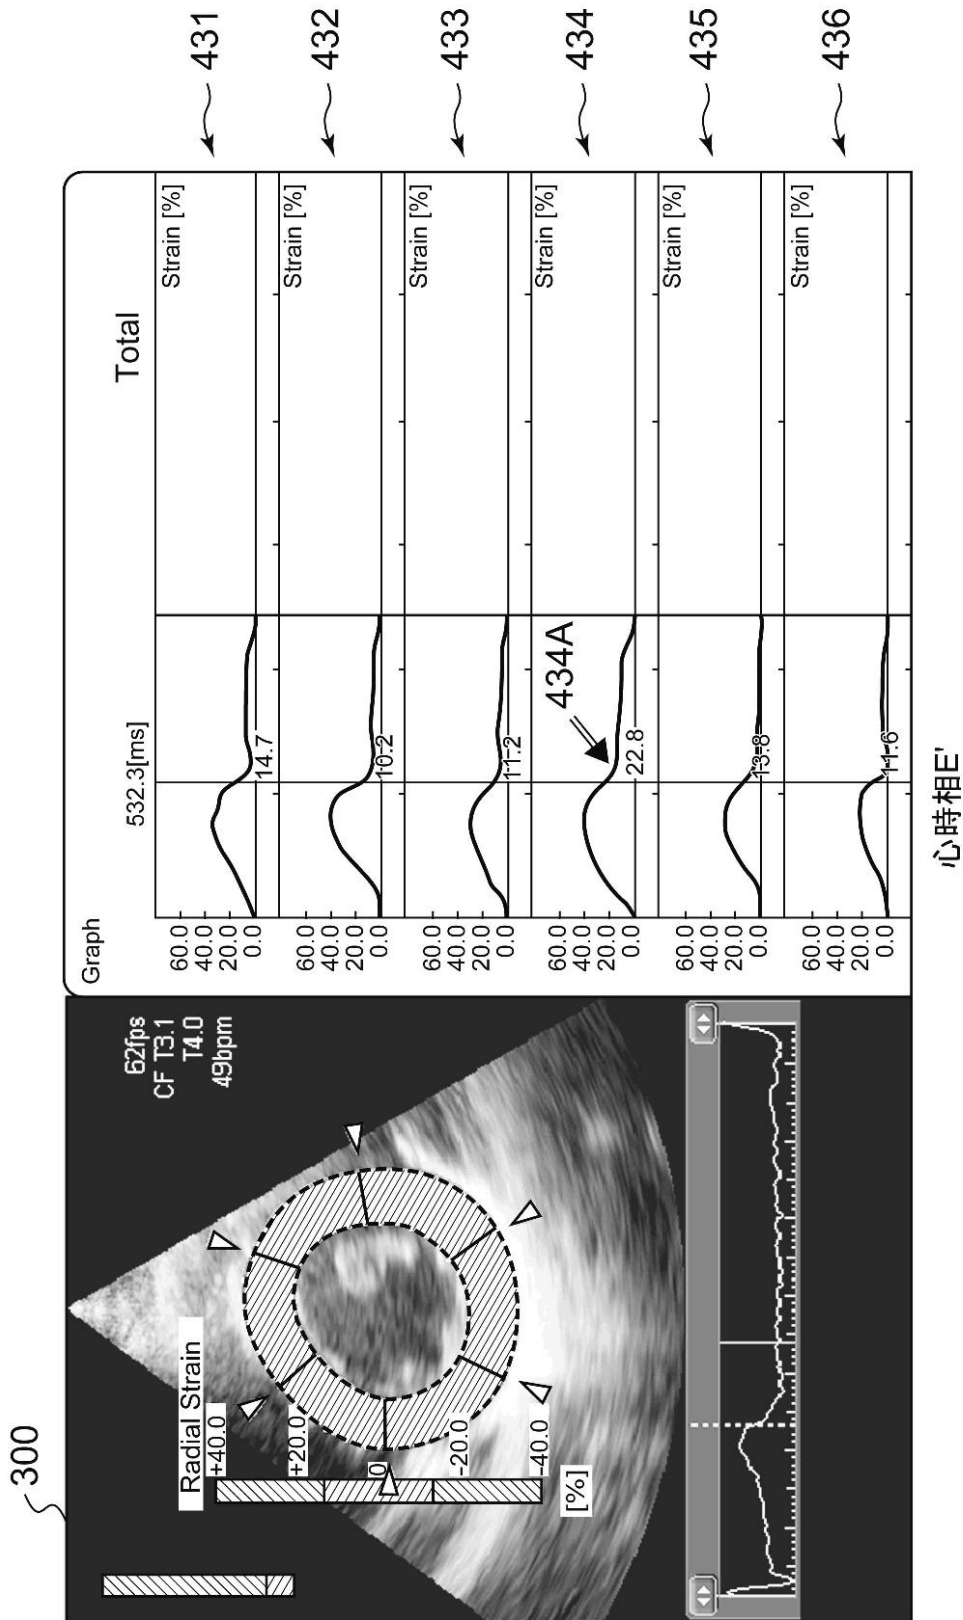 300
62fps
CF T3.1
T4.0
49bpm
Radial Strain
+40.0
+20.0
0
-20.0
-40.0
[%]
Graph
532.3[ms]
Total
60.0
40.0
20.0
0.0
14.7
Strain [%]
431
60.0
40.0
20.0
0.0
10.2
Strain [%]
432
60.0
40.0
20.0
0.0
11.2
Strain [%]
433
60.0
40.0
20.0
0.0
434A
22.8
Strain [%]
434
60.0
40.0
20.0
0.0
13.8
Strain [%]
435
60.0
40.0
20.0
0.0
11.6
Strain [%]
436
心時相E'